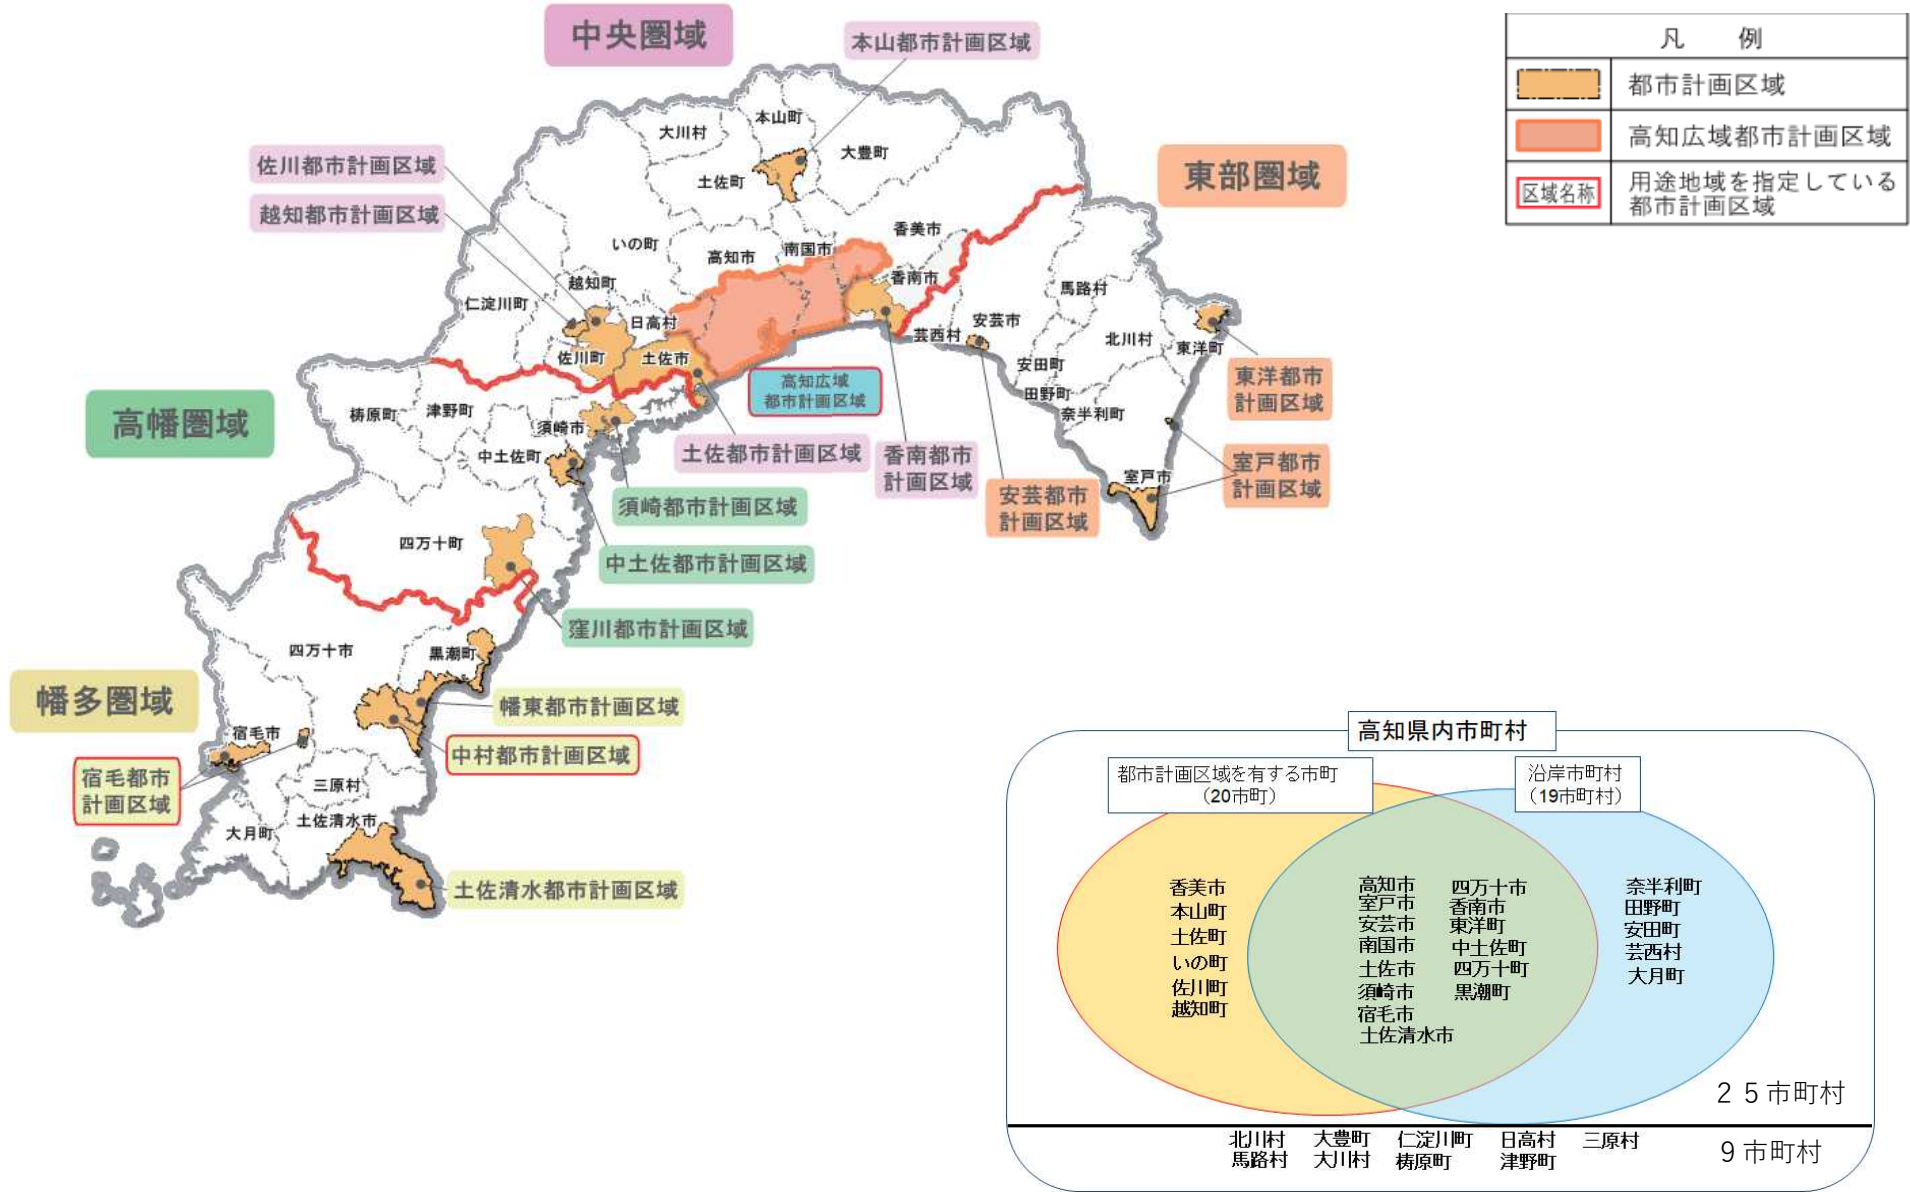 中央圏域
本山都市計画区域
凡　例
都市計画区域
高知広域都市計画区域
区域名称
用途地域を指定している
都市計画区域
佐川都市計画区域
越知都市計画区域
東部圏域
本山町
大川村
大豊町
土佐町
いの町
高知市
南国市
香美市
香南市
越知町
仁淀川町
日高村
佐川町
土佐市
馬路村
安芸市
芸西村
北川村
東洋町
安田町
田野町
奈半利町
室戸市
高知広域
都市計画区域
東洋都市
計画区域
高幡圏域
梼原町
津野町
須崎市
中土佐町
土佐都市計画区域
香南都市
計画区域
安芸都市
計画区域
室戸都市
計画区域
須崎都市計画区域
四万十町
中土佐都市計画区域
窪川都市計画区域
四万十市
黒潮町
幡多圏域
幡東都市計画区域
宿毛市
中村都市計画区域
宿毛都市
計画区域
三原村
大月町
土佐清水市
土佐清水都市計画区域
高知県内市町村
都市計画区域を有する市町
（20市町）
沿岸市町村
（19市町村）
香美市
本山町
土佐町
いの町
佐川町
越知町
高知市
室戸市
安芸市
南国市
土佐市
須崎市
宿毛市
土佐清水市
四万十市
香南市
東洋町
中土佐町
四万十町
黒潮町
奈半利町
田野町
安田町
芸西村
大月町
２５市町村
北川村 大豊町 仁淀川町 日高村 三原村
馬路村 大川村 梼原町 津野町
９市町村